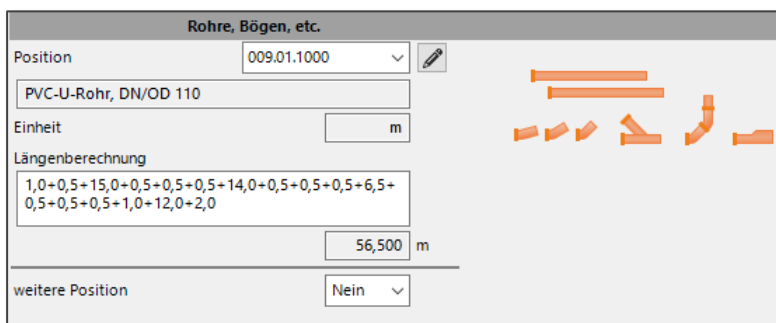 Rohre, Bögen, etc.
Position 009.01.1000
PVC-U-Rohr, DN/OD 110
Einheit m
Längenberechnung
1,0+0,5+15,0+0,5+0,5+0,5+14,0+0,5+0,5+0,5+6,5+
0,5+0,5+0,5+1,0+12,0+2,0
56,500 m
weitere Position Nein